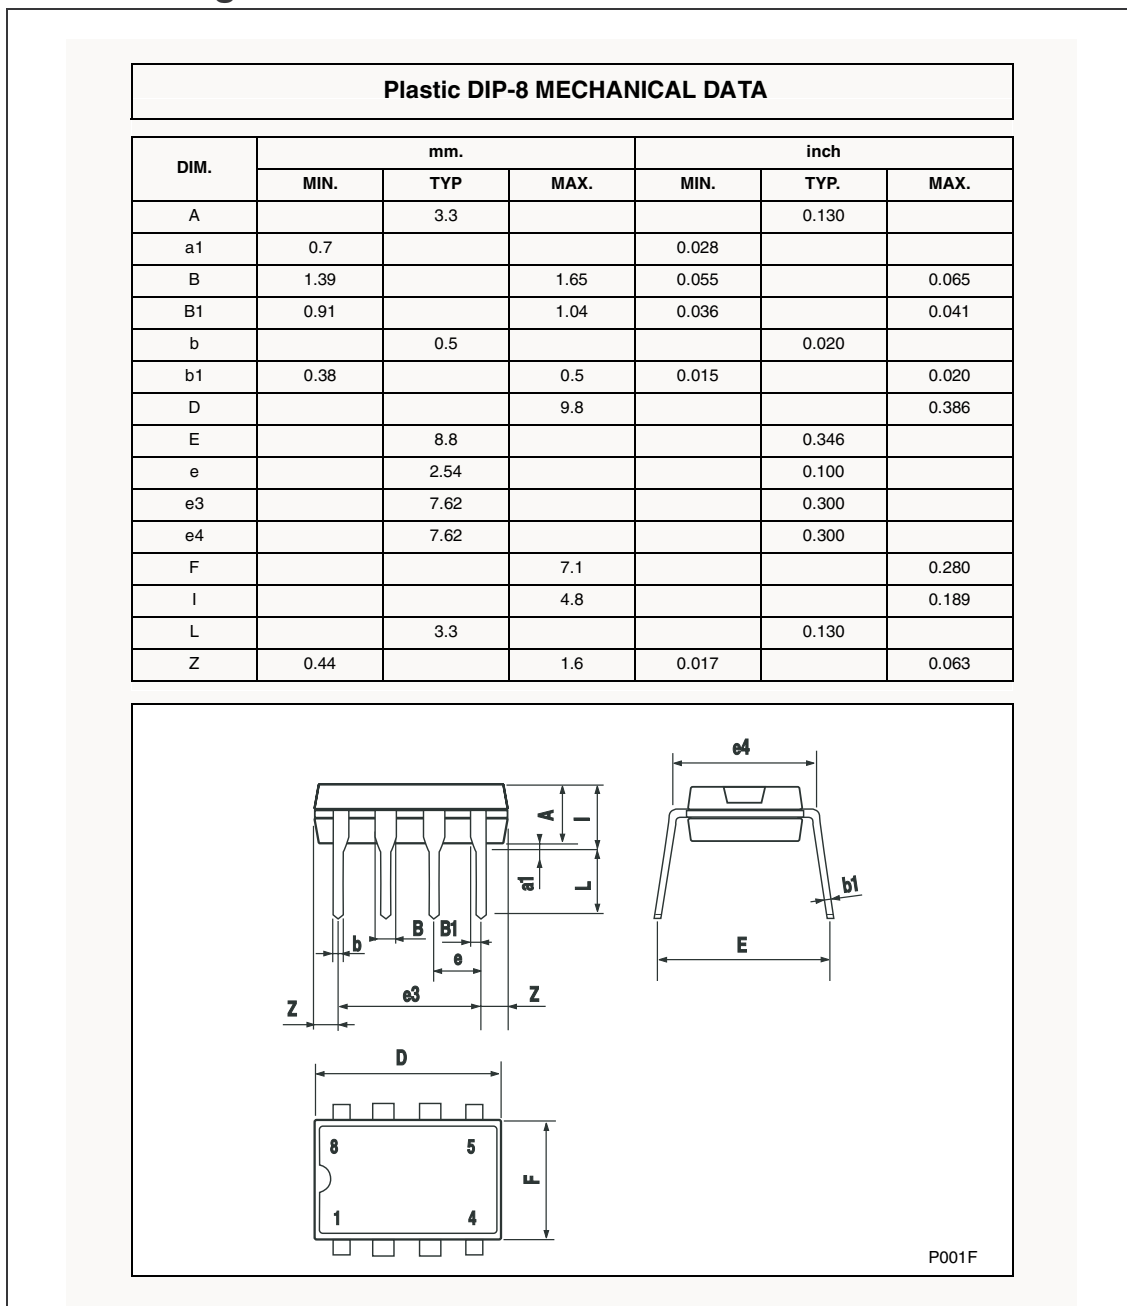 Plastic DIP-8 MECHANICAL DATA
DIM. mm. inch
MIN. TYP MAX. MIN. TYP. MAX.
A 3.3 0.130
a1 0.7 0.028
B 1.39 1.65 0.055 0.065
B1 0.91 1.04 0.036 0.041
b 0.5 0.020
b1 0.38 0.5 0.015 0.020
D 9.8 0.386
E 8.8 0.346
e 2.54 0.100
e3 7.62 0.300
e4 7.62 0.300
F 7.1 0.280
I 4.8 0.189
L 3.3 0.130
Z 0.44 1.6 0.017 0.063
e4
A I
a1 L
b1
b B B1
e
E
e3
Z Z
D
8 5
F
1 4
P001F